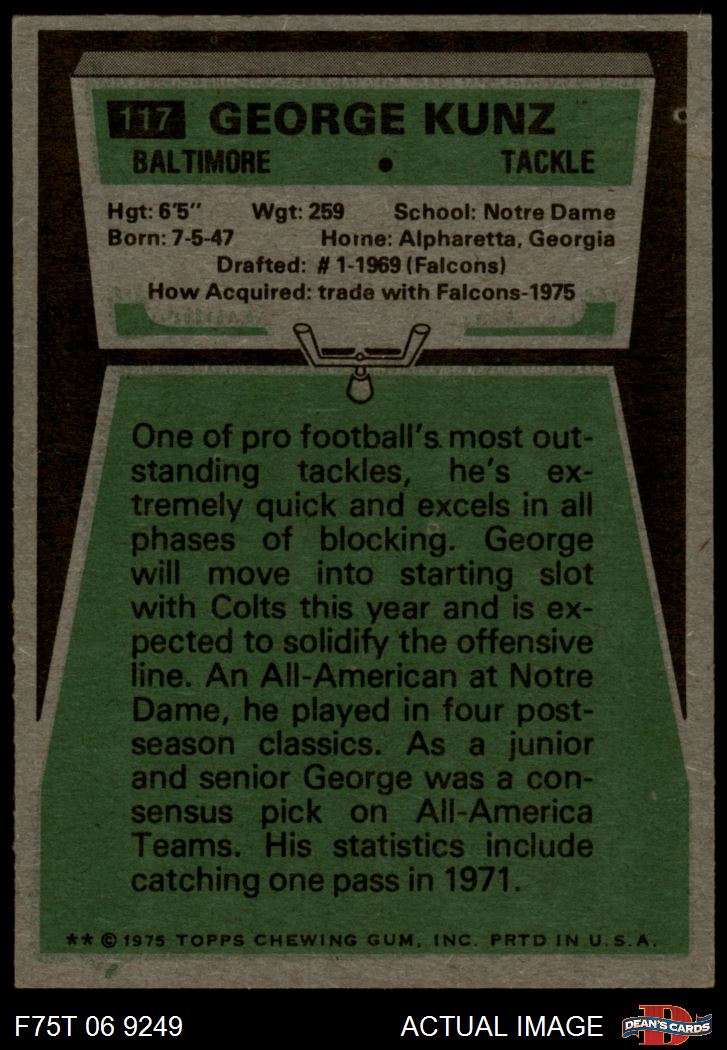 117 GEORGE KUNZ
BALTIMORE • TACKLE
Hgt: 6'5" Wgt: 259 School: Notre Dame
Born: 7-5-47 Home: Alpharetta, Georgia
Drafted: # 1-1969 (Falcons)
How Acquired: trade with Falcons-1975
One of pro football's most out-
standing tackles, he's ex-
tremely quick and excels in all
phases of blocking. George
will move into starting slot
with Colts this year and is ex-
pected to solidify the offensive
line. An All-American at Notre
Dame, he played in four post-
season classics. As a junior
and senior George was a con-
sensus pick on All-America
Teams. His statistics include
catching one pass in 1971.
** © 1975 TOPPS CHEWING GUM, INC. PRTD IN U.S.A.
F75T 06 9249 ACTUAL IMAGE D DEAN'S CARDS